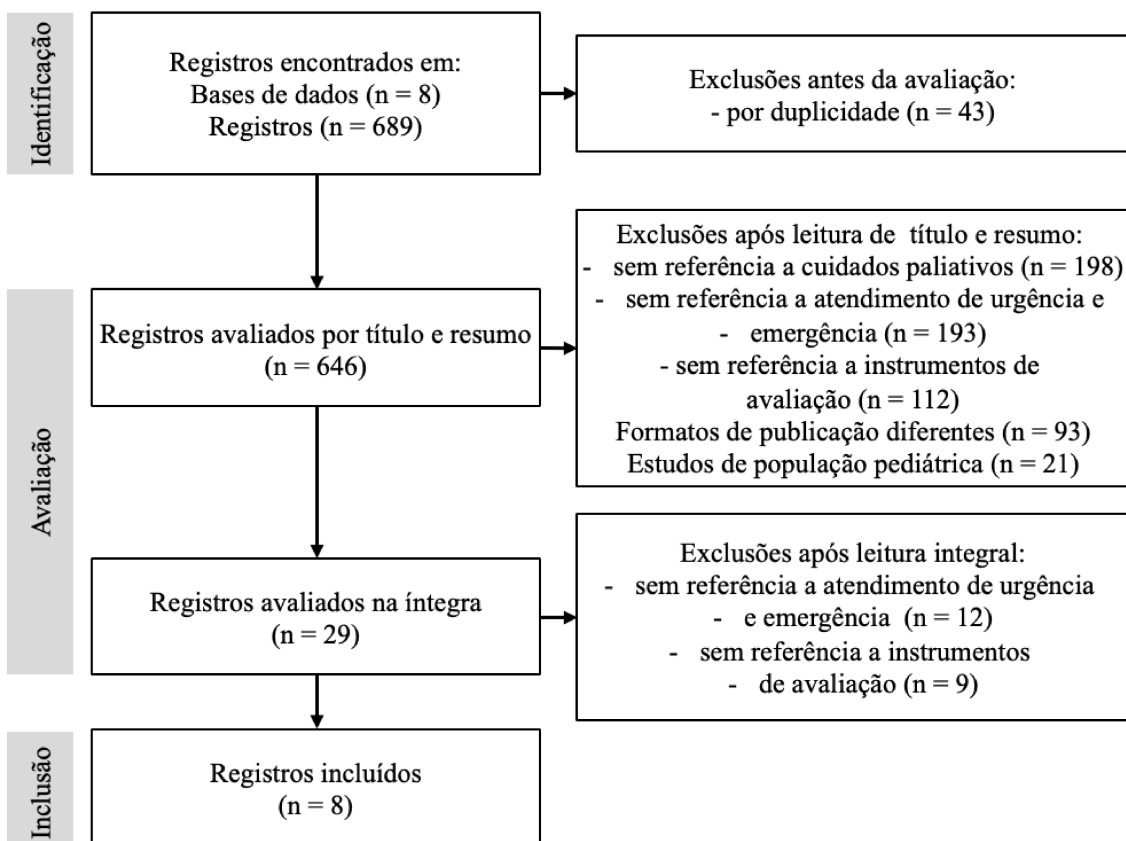 Identificação
Registros encontrados em:
Bases de dados (n = 8)
Registros (n = 689)
Exclusões antes da avaliação:
- por duplicidade (n = 43)
Avaliação
Registros avaliados por título e resumo
(n = 646)
Exclusões após leitura de título e resumo:
- sem referência a cuidados paliativos (n = 198)
- sem referência a atendimento de urgência e
- emergência (n = 193)
- sem referência a instrumentos de
avaliação (n = 112)
Formatos de publicação diferentes (n = 93)
Estudos de população pediátrica (n = 21)
Registros avaliados na íntegra
(n = 29)
Exclusões após leitura integral:
- sem referência a atendimento de urgência
- e emergência (n = 12)
- sem referência a instrumentos
- de avaliação (n = 9)
Inclusão
Registros incluídos
(n = 8)